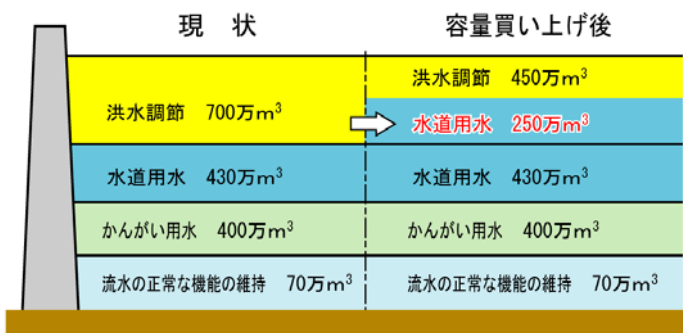 現　状　容量買い上げ後
洪水調節　450万m³
洪水調節　700万m³
水道用水　250万m³
水道用水　430万m³　水道用水　430万m³
かんがい用水　400万m³　かんがい用水　400万m³
流水の正常な機能の維持　70万m³　流水の正常な機能の維持　70万m³